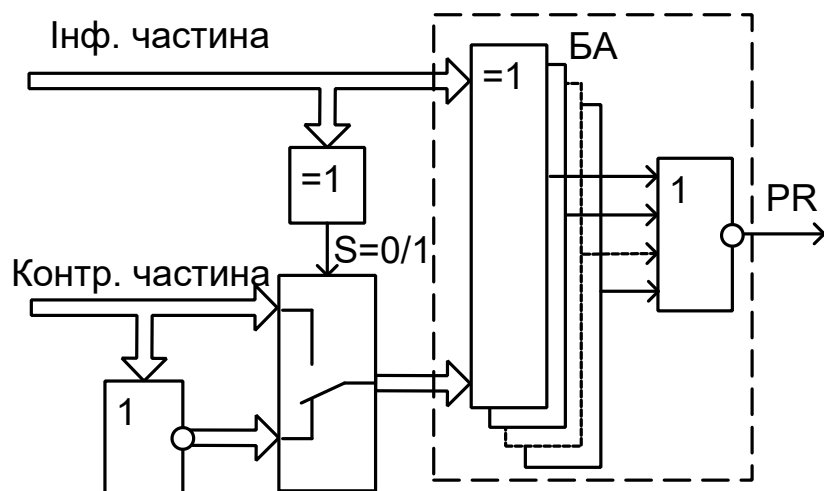 Інф. частина
БА
=1
=1
1
PR
S=0/1
Контр. частина
1